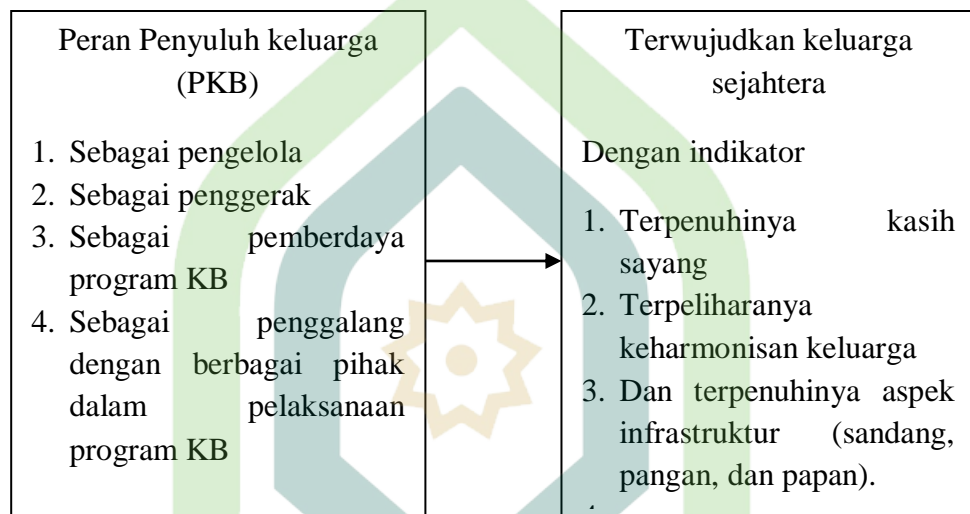 Peran Penyuluh keluarga
(PKB)
1. Sebagai pengelola
2. Sebagai penggerak
3. Sebagai pemberdaya
program KB
4. Sebagai penggalang
dengan berbagai pihak
dalam pelaksanaan
program KB
Terwujudkan keluarga
sejahtera
Dengan indikator
1. Terpenuhinya kasih
sayang
2. Terpeliharanya
keharmonisan keluarga
3. Dan terpenuhinya aspek
infrastruktur (sandang,
pangan, dan papan).